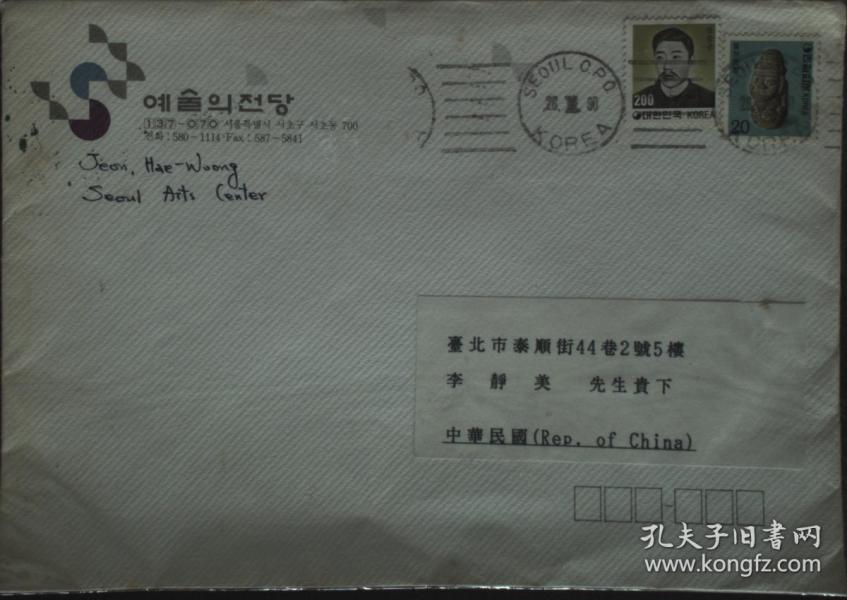 예술의전당
137-070 서울특별시 서초구 서초동 700
전화: 580-1114·Fax: 587-5841
Jeon, Hae-Woong
Seoul Arts Center
SEOUL C.P.O
KOREA
200
대한민국 KOREA
20
臺北市泰順街44巷2號5樓
李靜美 先生貴下
中華民國(Rep. of China)
孔夫子旧书网
www.kongfz.com